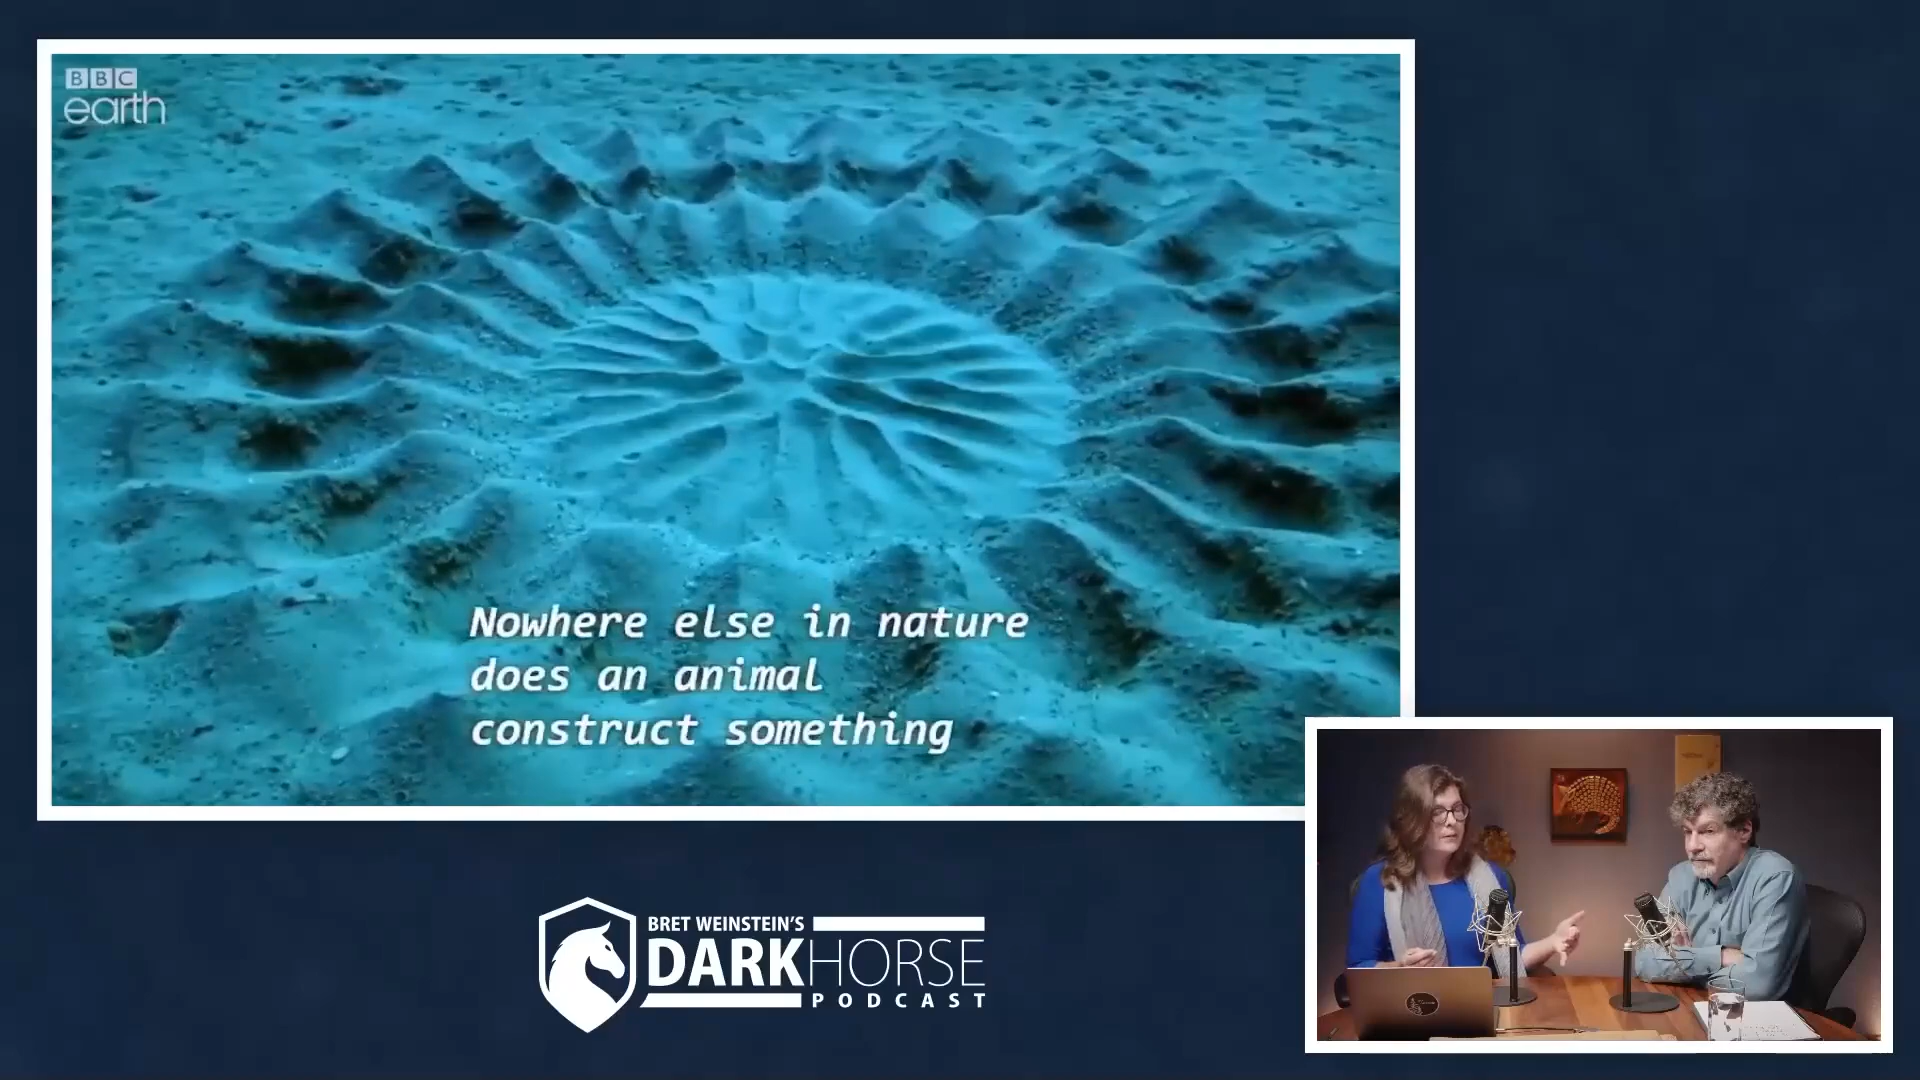 BBC
earth
Nowhere else in nature
does an animal
construct something
BRET WEINSTEIN'S
DARKHORSE
PODCAST